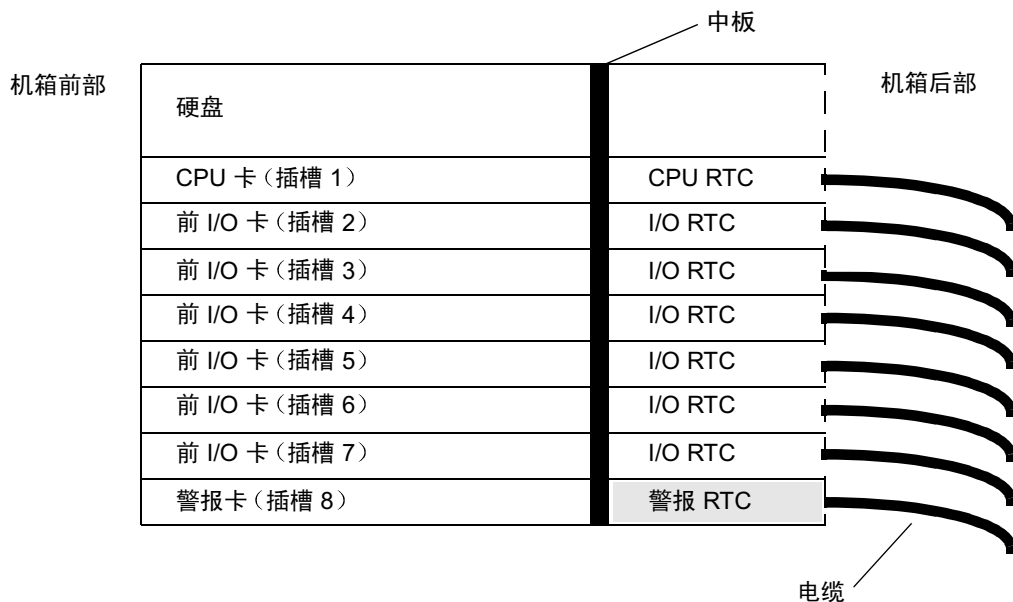 中板
机箱前部
机箱后部
硬盘
CPU 卡（插槽 1） CPU RTC
前 I/O 卡（插槽 2） I/O RTC
前 I/O 卡（插槽 3） I/O RTC
前 I/O 卡（插槽 4） I/O RTC
前 I/O 卡（插槽 5） I/O RTC
前 I/O 卡（插槽 6） I/O RTC
前 I/O 卡（插槽 7） I/O RTC
警报卡（插槽 8） 警报 RTC
电缆